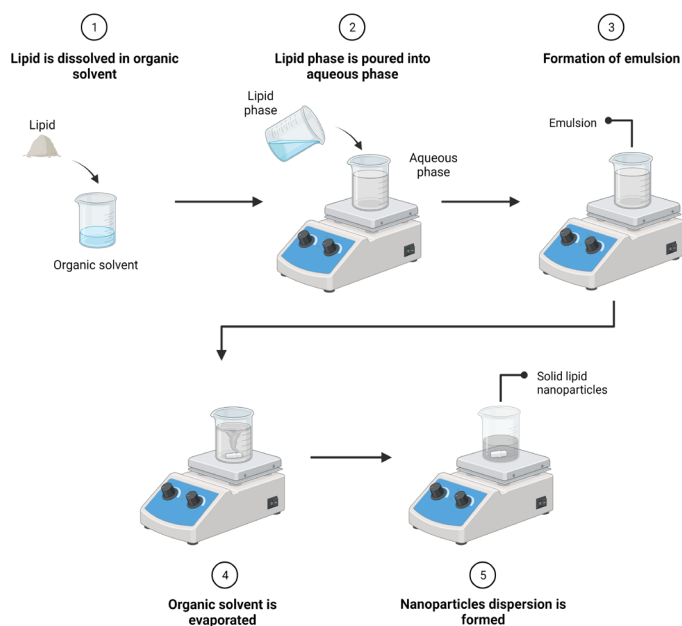 1
Lipid is dissolved in organic
solvent
Lipid
Organic solvent
2
Lipid phase is poured into
aqueous phase
Lipid
phase
Aqueous
phase
3
Formation of emulsion
Emulsion
4
Organic solvent is
evaporated
Solid lipid
nanoparticles
5
Nanoparticles dispersion is
formed